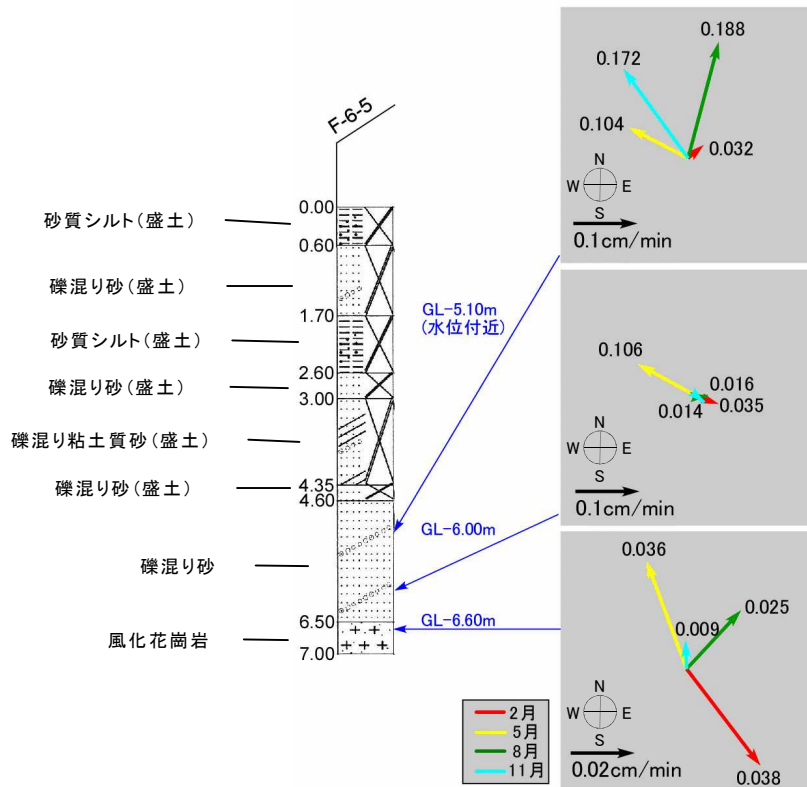 F-6-5
0.00
砂質シルト(盛土)
0.60
礫混り砂(盛土)
1.70
砂質シルト(盛土)
2.60
礫混り砂(盛土)
3.00
礫混り粘土質砂(盛土)
4.35
礫混り砂(盛土)
4.60
礫混り砂
6.50
風化花崗岩
7.00
GL-5.10m
(水位付近)
GL-6.00m
GL-6.60m
0.188
0.172
0.104
0.032
N
W E
S
0.1cm/min
0.106
0.016
0.014 0.035
N
W E
S
0.1cm/min
0.036
0.025
0.009
N
W E
S
0.02cm/min
0.038
2月
5月
8月
11月